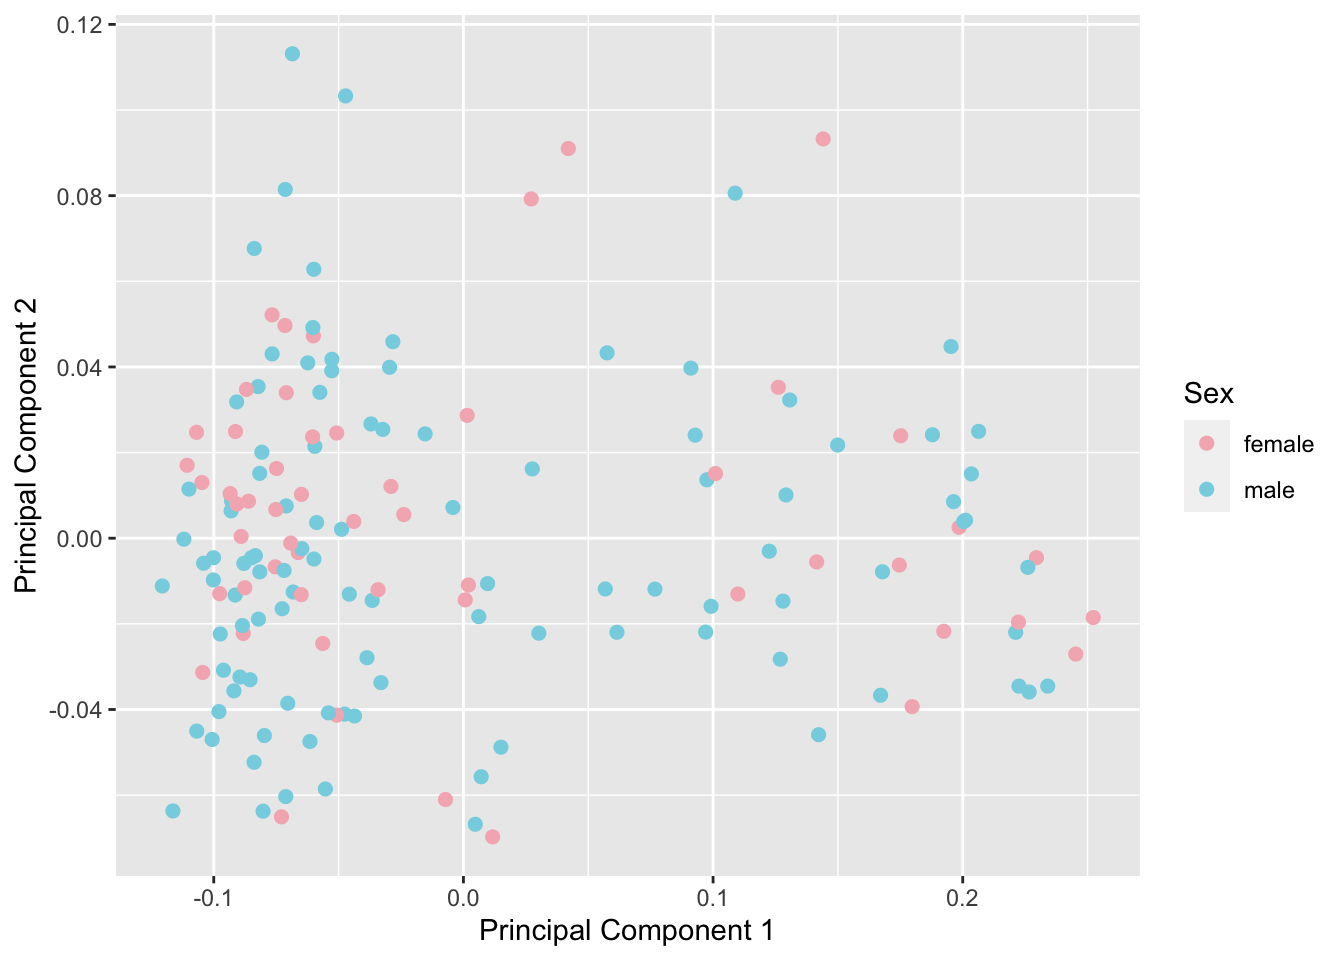 0.12
0.08
0.04
0.00
-0.04
-0.1
0.0
0.1
0.2
Principal Component 1
Principal Component 2
Sex
female
male